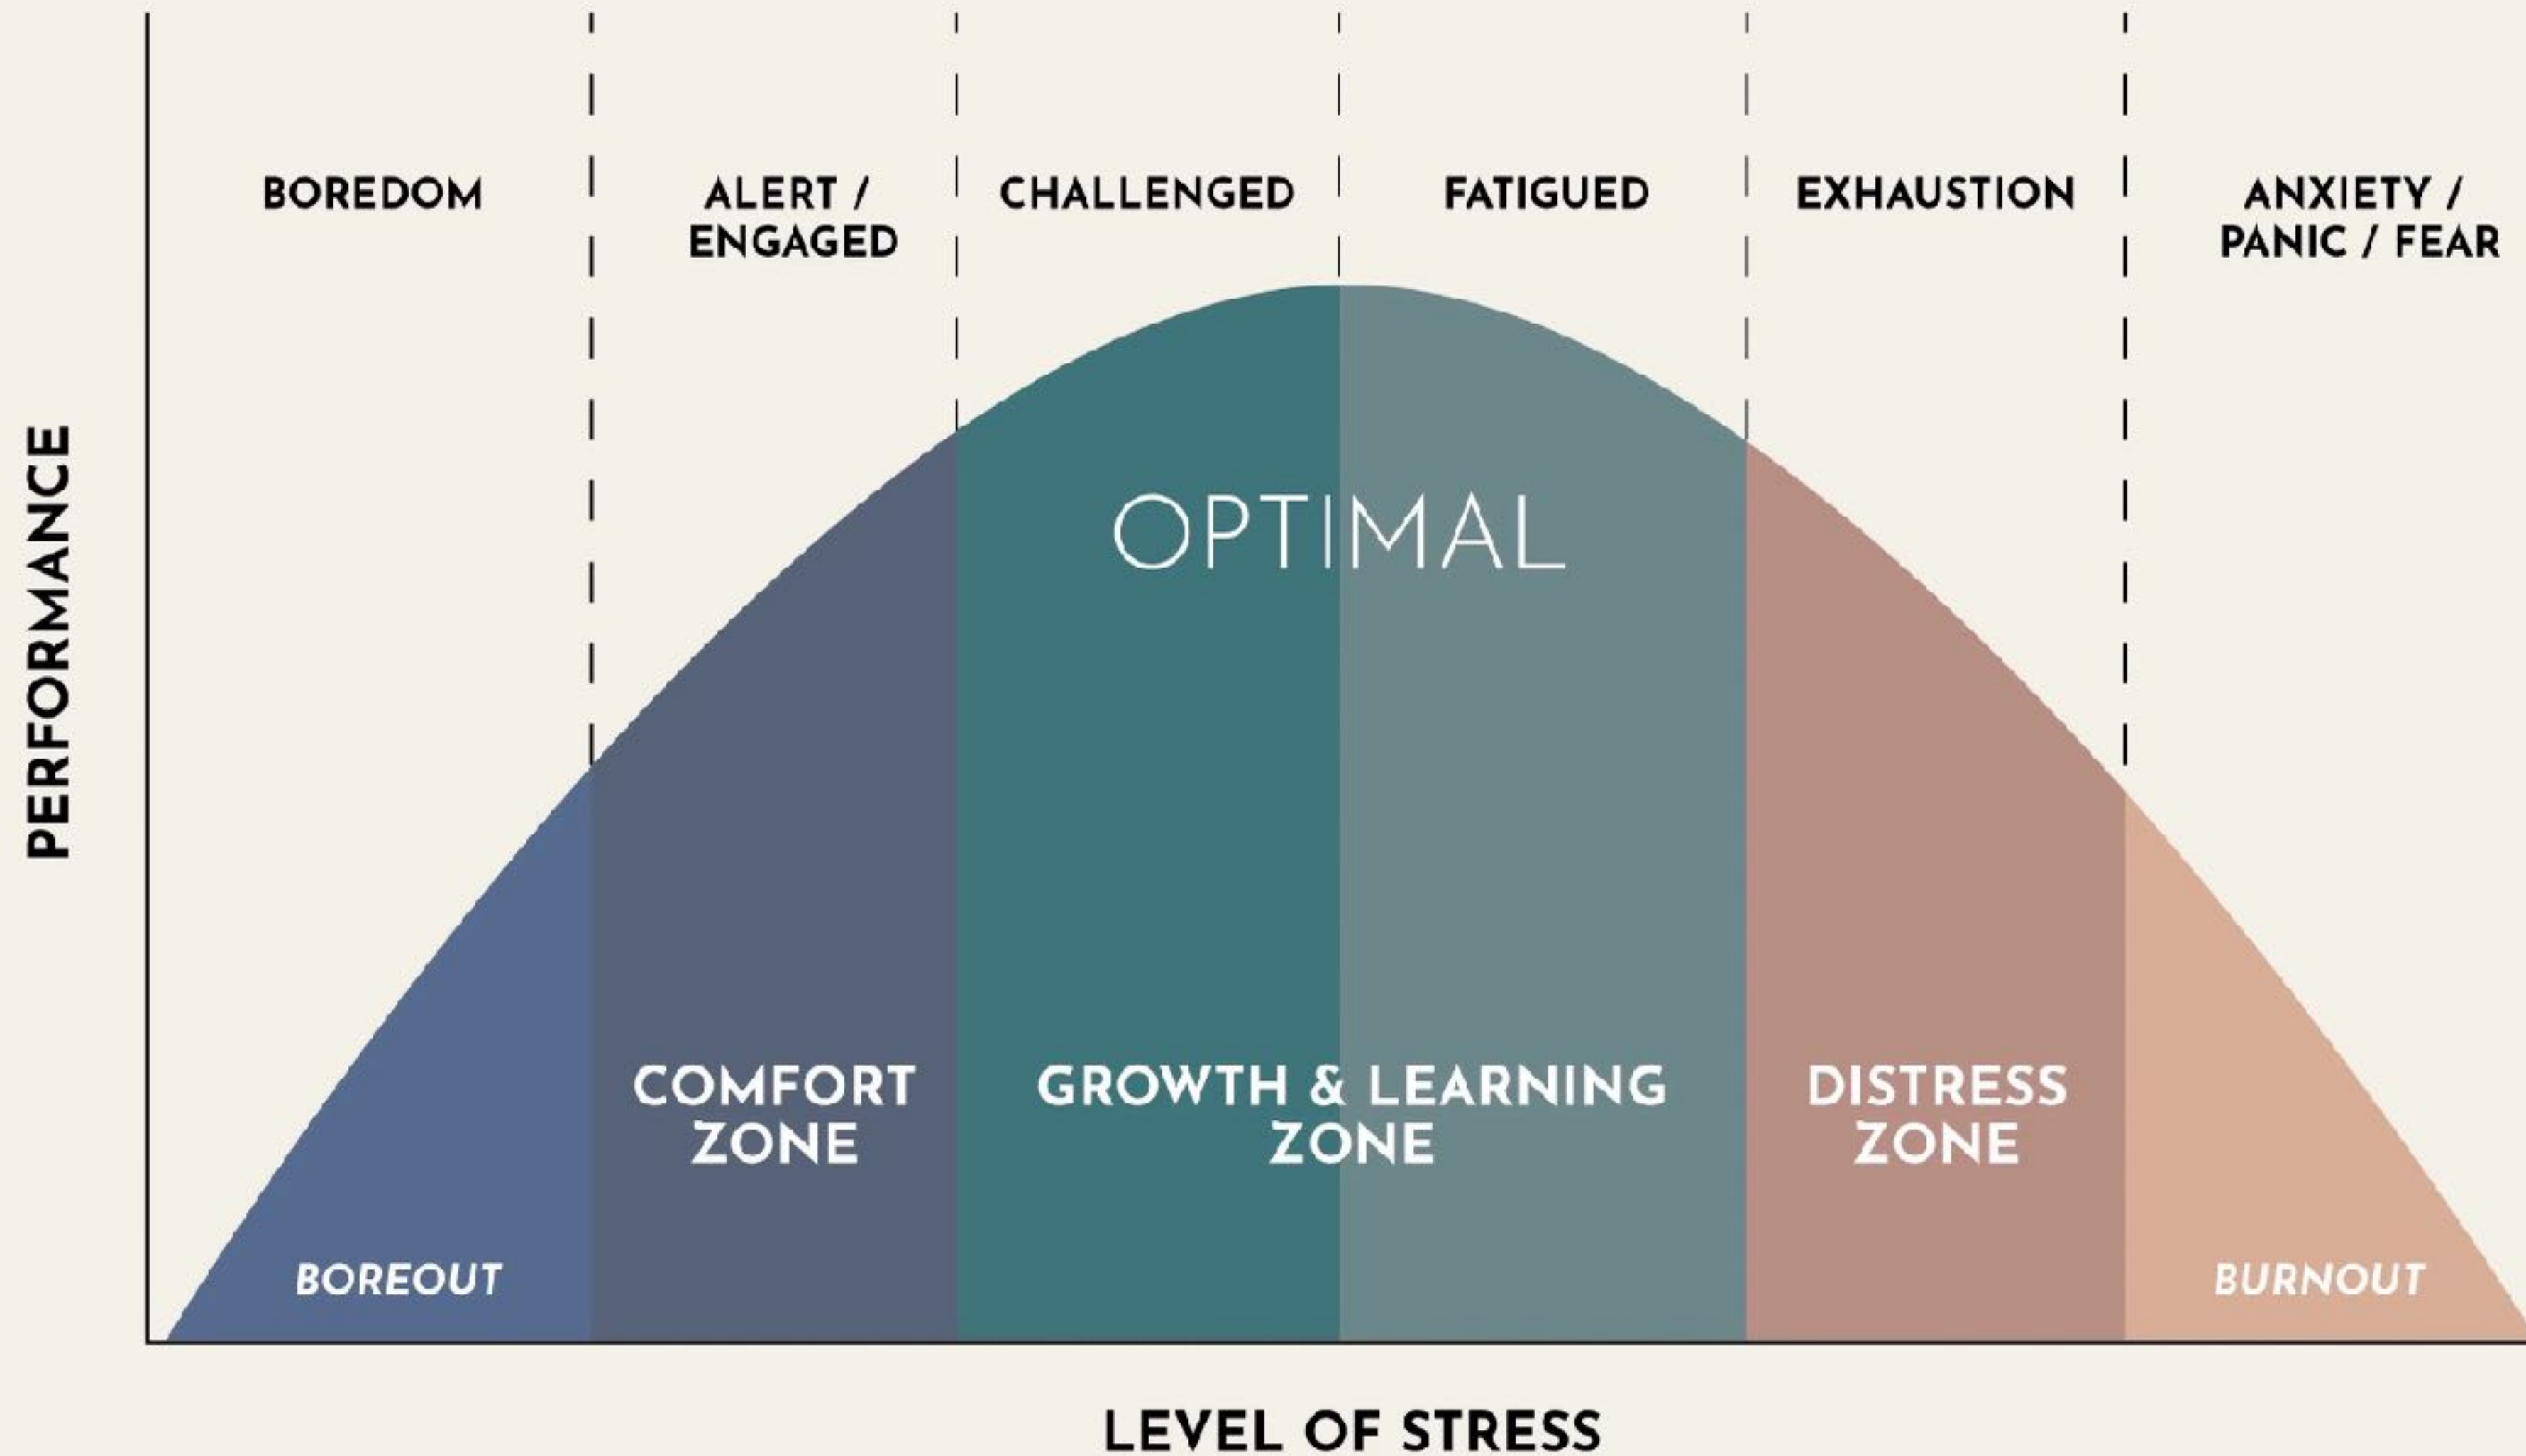 BOREDOM
ALERT /
ENGAGED
CHALLENGED
FATIGUED
EXHAUSTION
ANXIETY /
PANIC / FEAR
PERFORMANCE
OPTIMAL
COMFORT
ZONE
GROWTH & LEARNING
ZONE
DISTRESS
ZONE
BOREOUT
BURNOUT
LEVEL OF STRESS